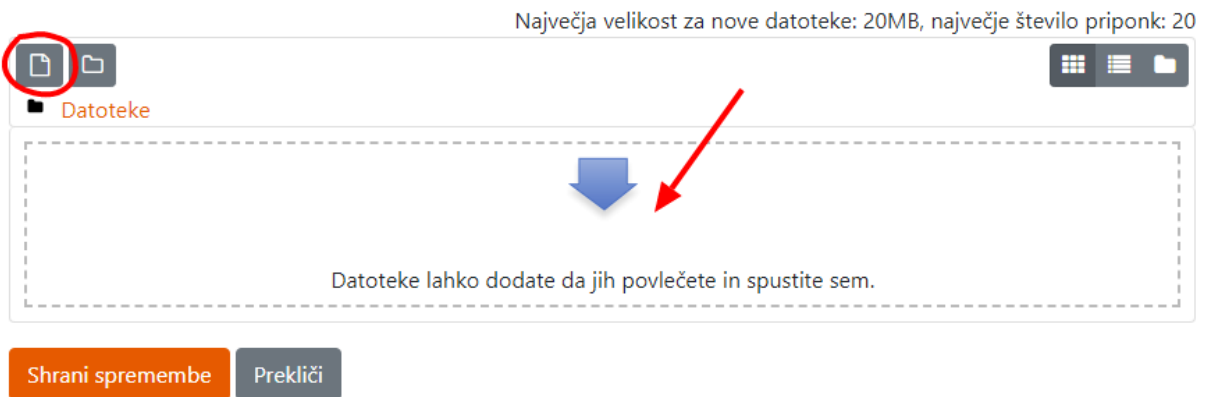 Največja velikost za nove datoteke: 20MB, največje število priponk: 20
Datoteke
Datoteke lahko dodate da jih povlečete in spustite sem.
Shrani spremembe Prekliči